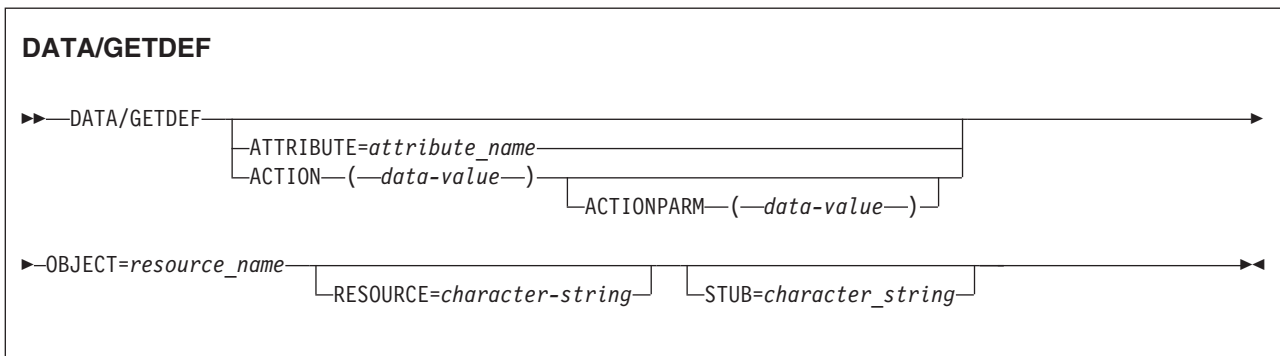 DATA/GETDEF
DATA/GETDEF
ATTRIBUTE=attribute_name
ACTION ( data-value )
ACTIONPARM ( data-value )
OBJECT=resource_name
RESOURCE=character-string
STUB=character_string